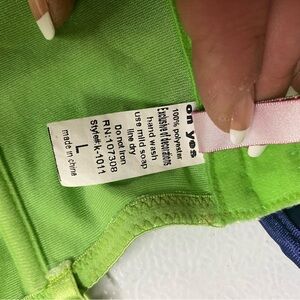 on yes
100% polyester
Exclusive of decorations
hand wash
use mild soap
line dry
Do not Iron
RN:107308
Style# k-1011
L
made in china